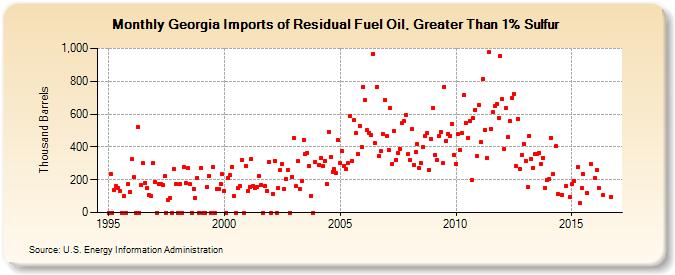 Monthly Georgia Imports of Residual Fuel Oil, Greater Than 1% Sulfur
Thousand Barrels
1,000
800
600
400
200
0
1995 2000 2005 2010 2015
Source: U.S. Energy Information Administration